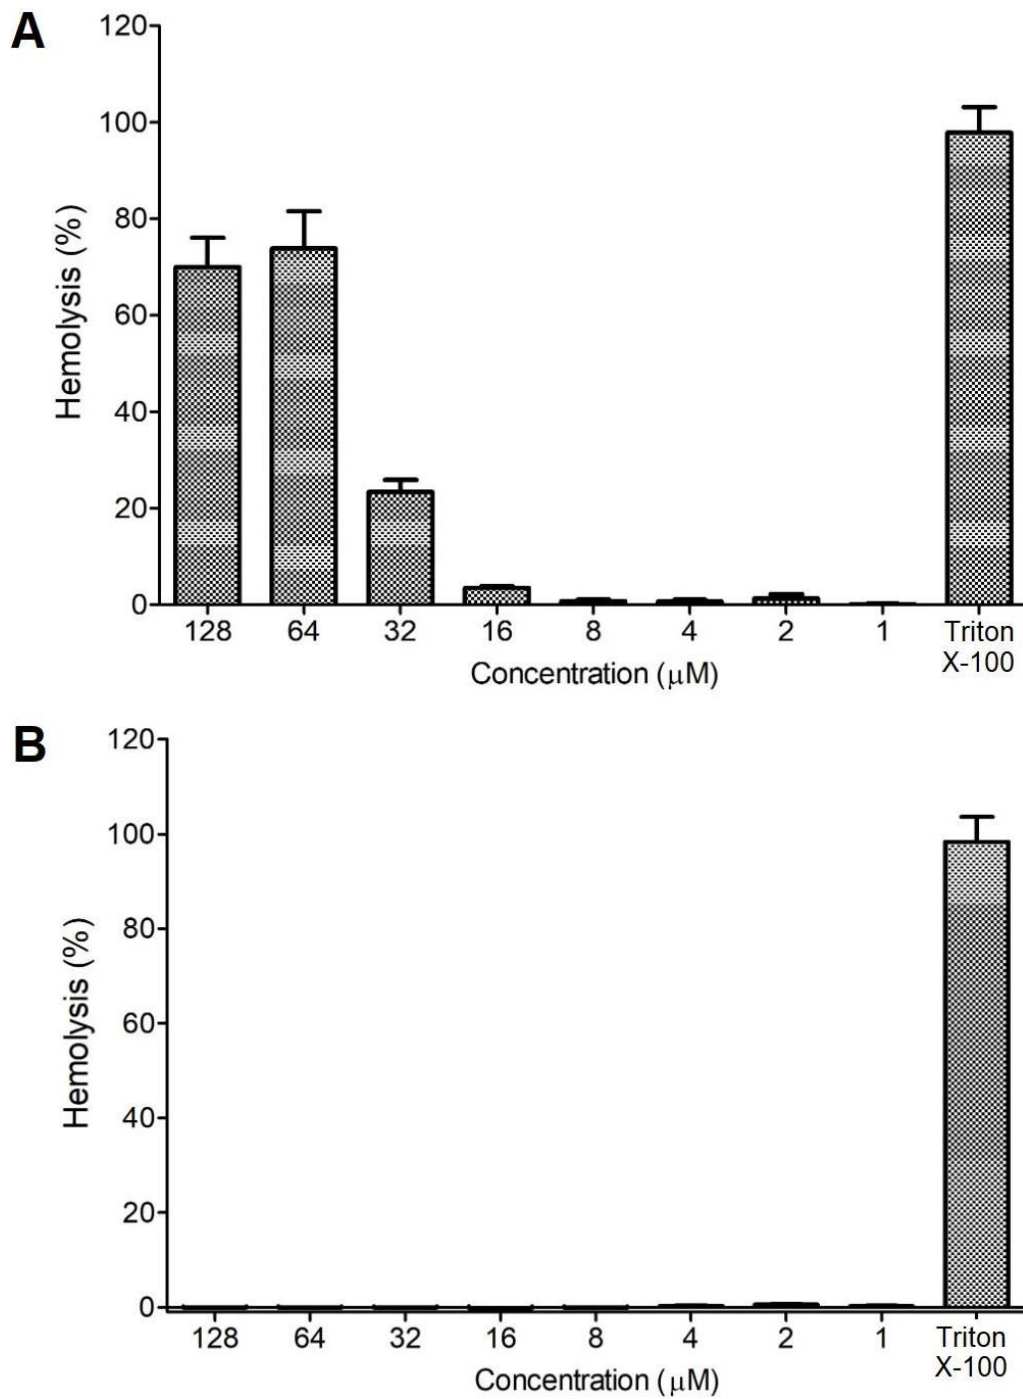 A
120
100
80
60
40
20
0
Hemolysis (%)
128 64 32 16 8 4 2 1 Triton
X-100
Concentration (μM)
B
120
100
80
60
40
20
0
Hemolysis (%)
128 64 32 16 8 4 2 1 Triton
X-100
Concentration (μM)